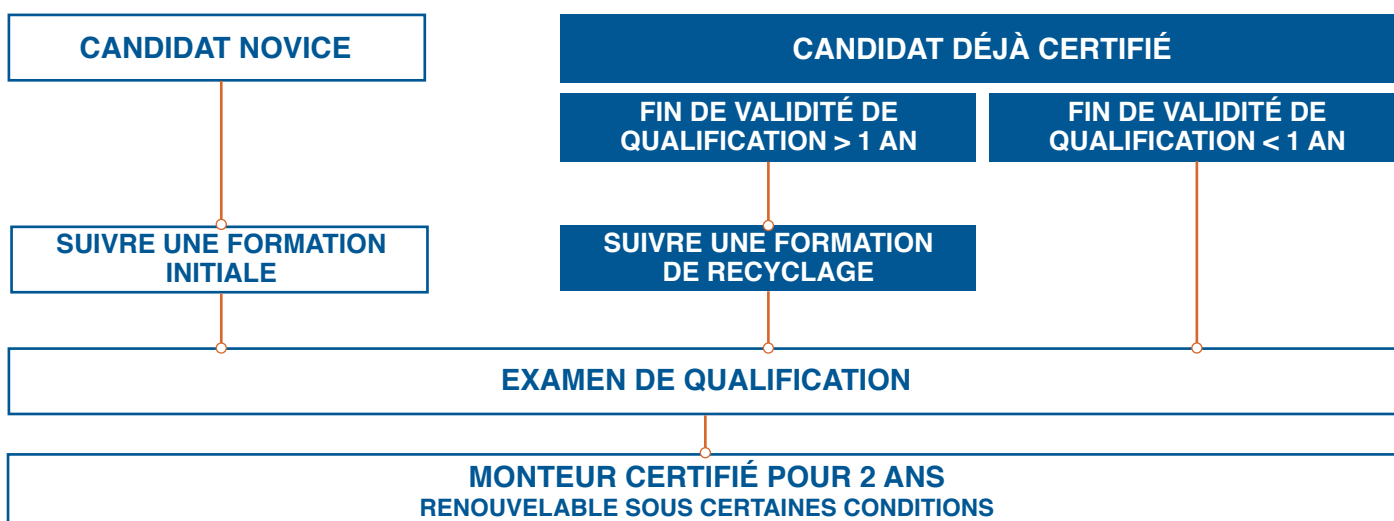 CANDIDAT NOVICE
CANDIDAT DÉJÀ CERTIFIÉ
FIN DE VALIDITÉ DE
QUALIFICATION > 1 AN
FIN DE VALIDITÉ DE
QUALIFICATION < 1 AN
SUIVRE UNE FORMATION
INITIALE
SUIVRE UNE FORMATION
DE RECYCLAGE
EXAMEN DE QUALIFICATION
MONTEUR CERTIFIÉ POUR 2 ANS
RENOUVELABLE SOUS CERTAINES CONDITIONS